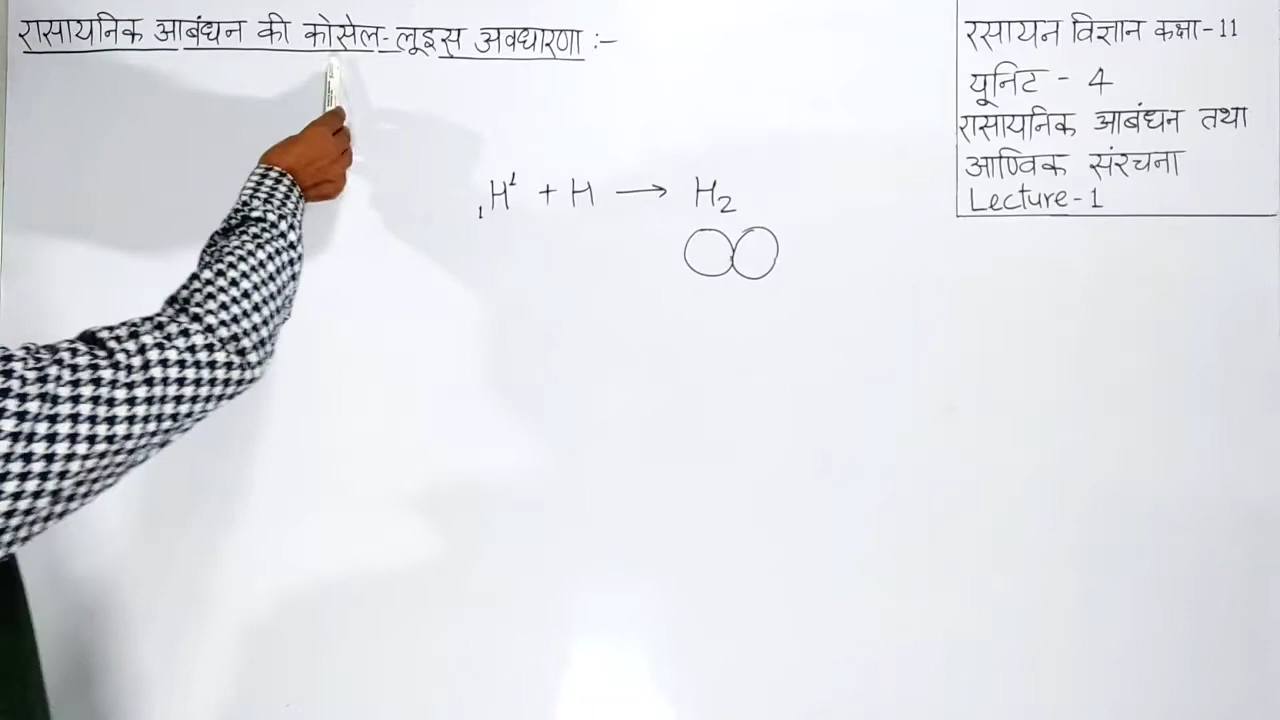 रासायनिक आबंधन की कोसेल-लूइस अवधारणा :-
रसायन विज्ञान कक्षा-11
यूनिट - 4
रासायनिक आबंधन तथा
आण्विक संरचना
Lecture-1
₁H¹ + H ⟶ H₂